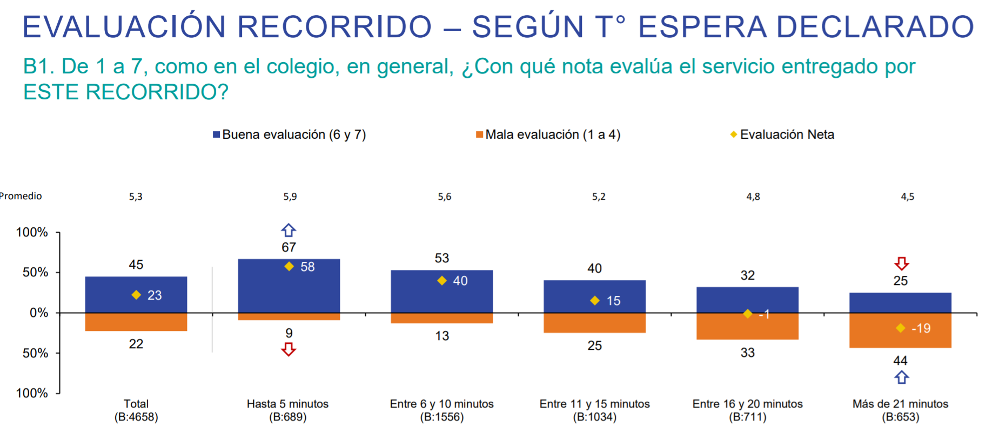 EVALUACIÓN RECORRIDO – SEGÚN T° ESPERA DECLARADO
B1. De 1 a 7, como en el colegio, en general, ¿Con qué nota evalúa el servicio entregado por
ESTE RECORRIDO?
Buena evaluación (6 y 7) Mala evaluación (1 a 4) Evaluación Neta
Promedio 5,3 5,9 5,6 5,2 4,8 4,5
100%
50%
0%
50%
100%
45 67 53 40 32 25
23 58 40 15 -1 -19
22 9 13 25 33 44
Total Hasta 5 minutos Entre 6 y 10 minutos Entre 11 y 15 minutos Entre 16 y 20 minutos Más de 21 minutos
(B:4658) (B:689) (B:1556) (B:1034) (B:711) (B:653)